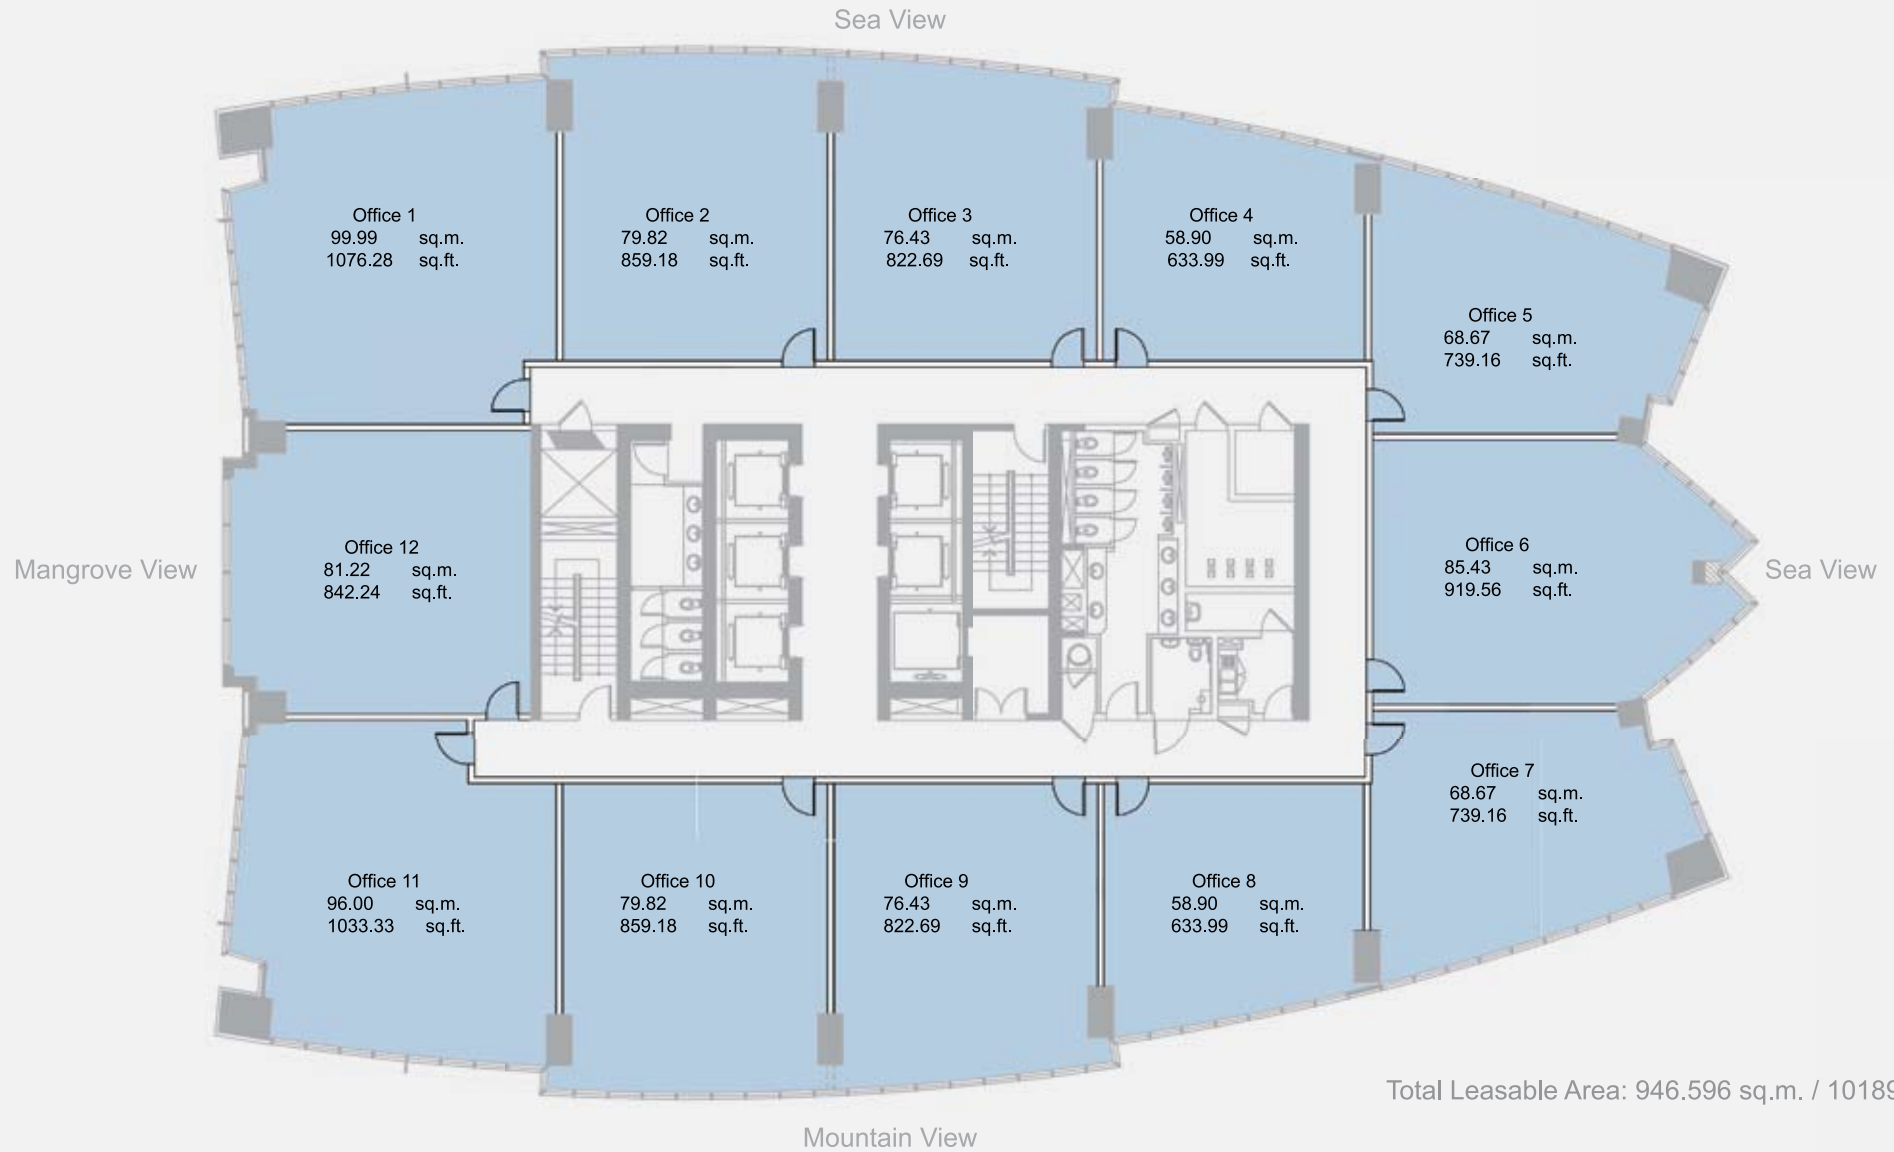 Sea View
Office 1
99.99 sq.m.
1076.28 sq.ft.
Office 2
79.82 sq.m.
859.18 sq.ft.
Office 3
76.43 sq.m.
822.69 sq.ft.
Office 4
58.90 sq.m.
633.99 sq.ft.
Office 5
68.67 sq.m.
739.16 sq.ft.
Office 12
81.22 sq.m.
842.24 sq.ft.
Mangrove View
Office 6
85.43 sq.m.
919.56 sq.ft.
Sea View
Office 7
68.67 sq.m.
739.16 sq.ft.
Office 11
96.00 sq.m.
1033.33 sq.ft.
Office 10
79.82 sq.m.
859.18 sq.ft.
Office 9
76.43 sq.m.
822.69 sq.ft.
Office 8
58.90 sq.m.
633.99 sq.ft.
Total Leasable Area: 946.596 sq.m. / 10189
Mountain View